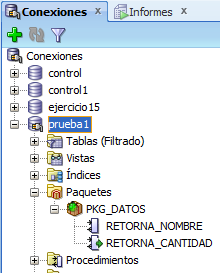 Conexiones
Informes
Conexiones
control
control1
ejercicio15
prueba1
Tablas (Filtrado)
Vistas
Índices
Paquetes
PKG_DATOS
RETORNA_NOMBRE
RETORNA_CANTIDAD
Procedimientos